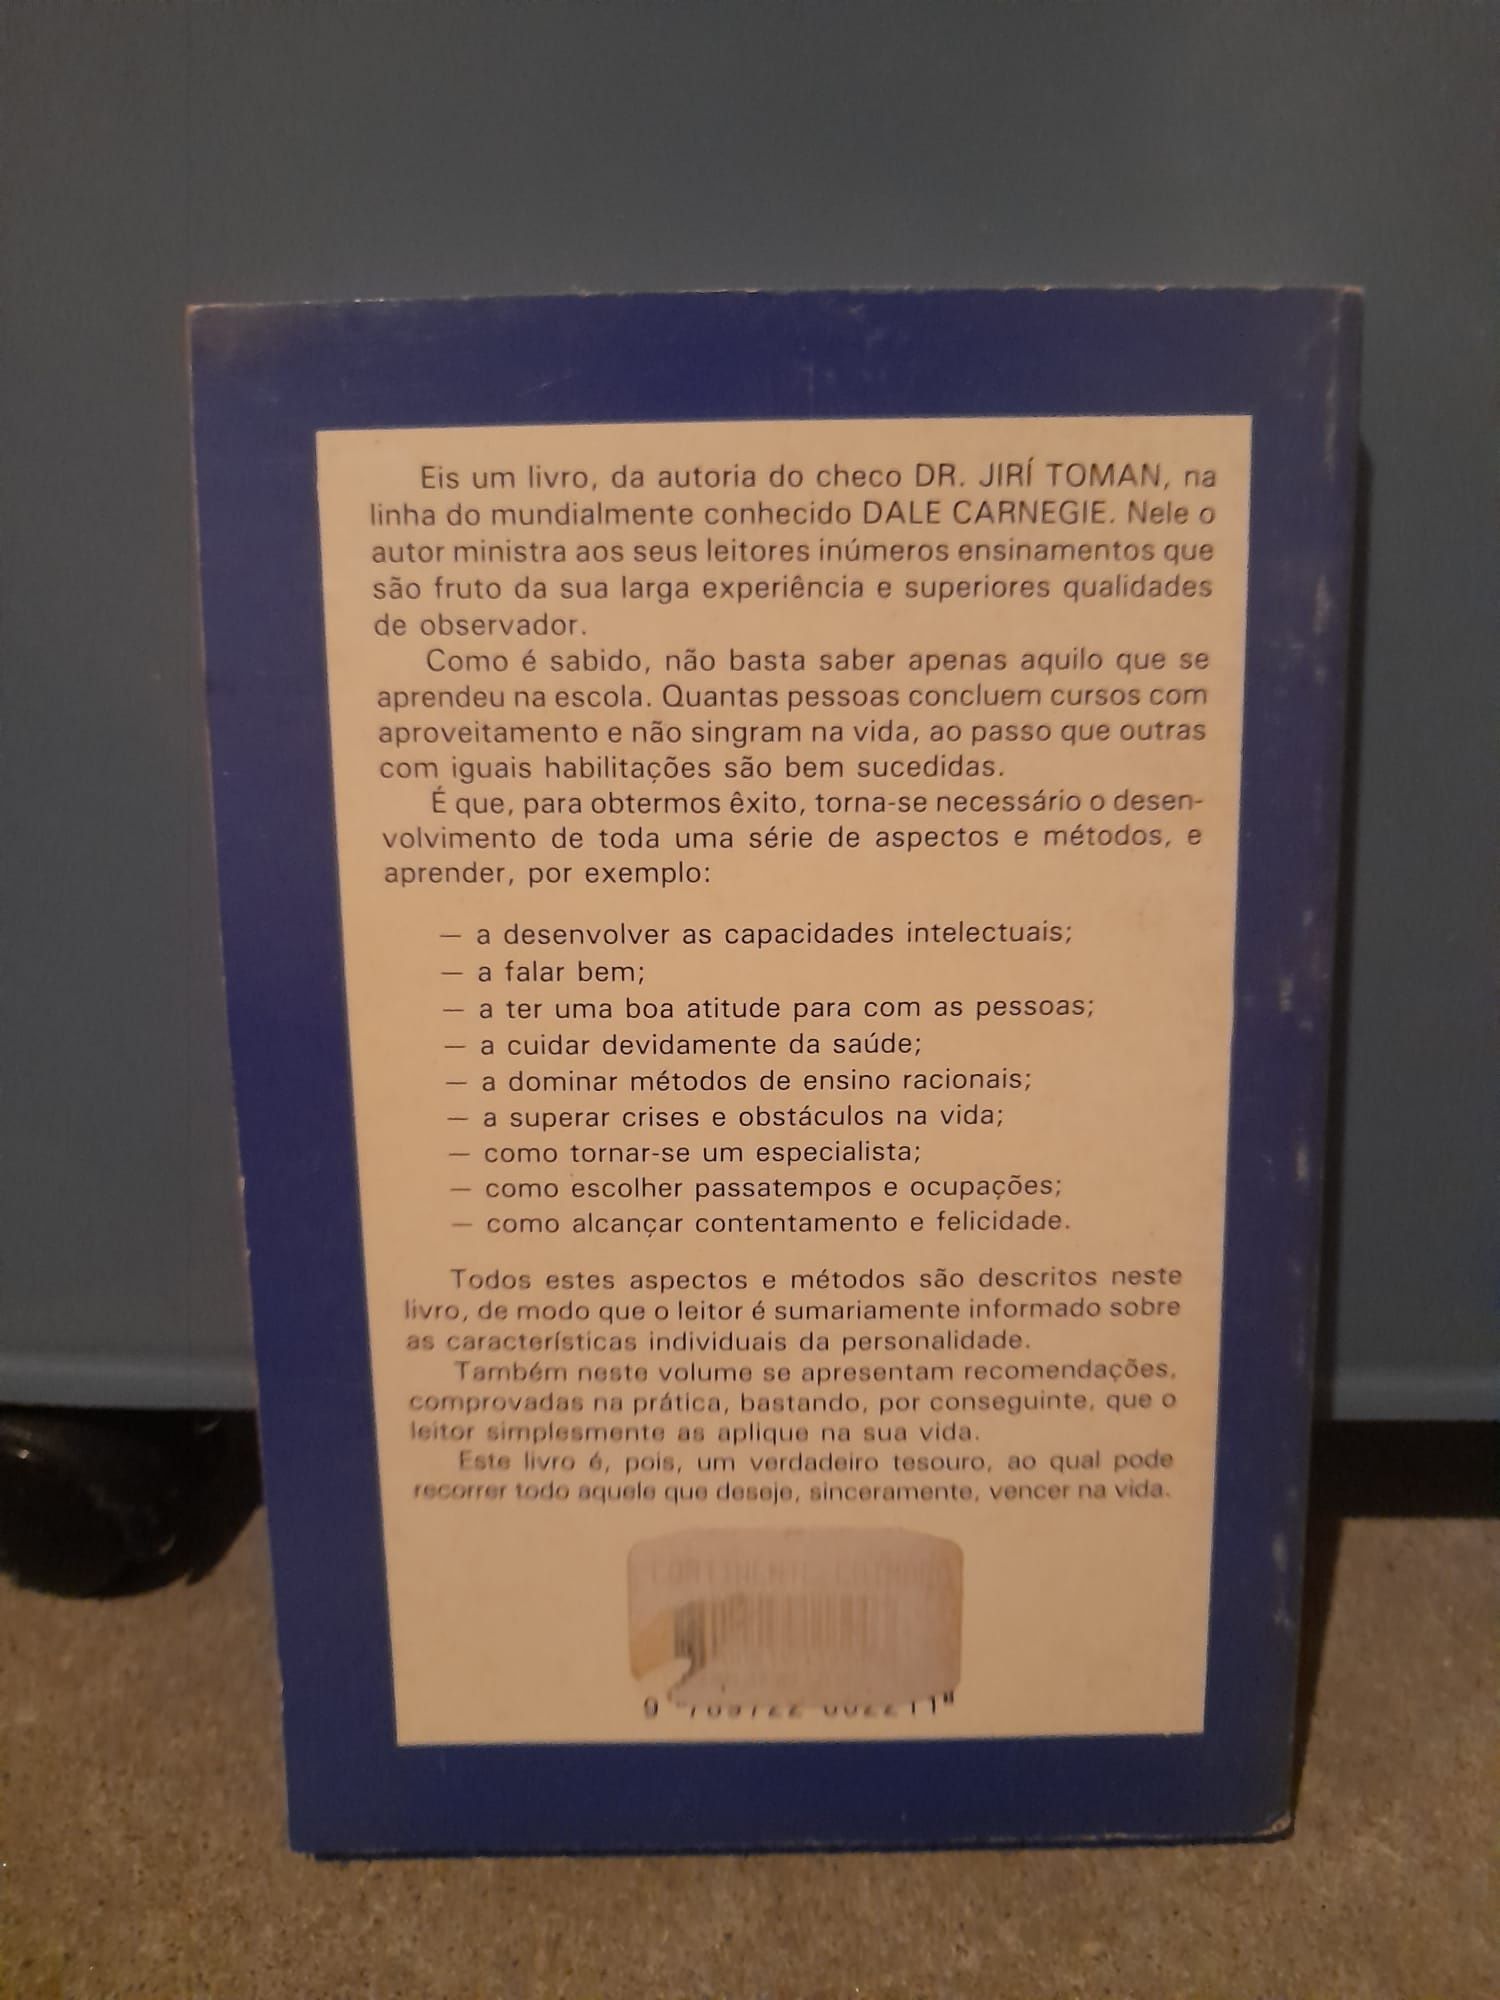 Eis um livro, da autoria do checo DR. JIRÍ TOMAN, na
linha do mundialmente conhecido DALE CARNEGIE. Nele o
autor ministra aos seus leitores inúmeros ensinamentos que
são fruto da sua larga experiência e superiores qualidades
de observador.
Como é sabido, não basta saber apenas aquilo que se
aprendeu na escola. Quantas pessoas concluem cursos com
aproveitamento e não singram na vida, ao passo que outras
com iguais habilitações são bem sucedidas.
É que, para obtermos êxito, torna-se necessário o desen-
volvimento de toda uma série de aspectos e métodos, e
aprender, por exemplo:
— a desenvolver as capacidades intelectuais;
— a falar bem;
— a ter uma boa atitude para com as pessoas;
— a cuidar devidamente da saúde;
— a dominar métodos de ensino racionais;
— a superar crises e obstáculos na vida;
— como tornar-se um especialista;
— como escolher passatempos e ocupações;
— como alcançar contentamento e felicidade.
Todos estes aspectos e métodos são descritos neste
livro, de modo que o leitor é sumariamente informado sobre
as características individuais da personalidade.
Também neste volume se apresentam recomendações,
comprovadas na prática, bastando, por conseguinte, que o
leitor simplesmente as aplique na sua vida.
Este livro é, pois, um verdadeiro tesouro, ao qual pode
recorrer todo aquele que deseje, sinceramente, vencer na vida.